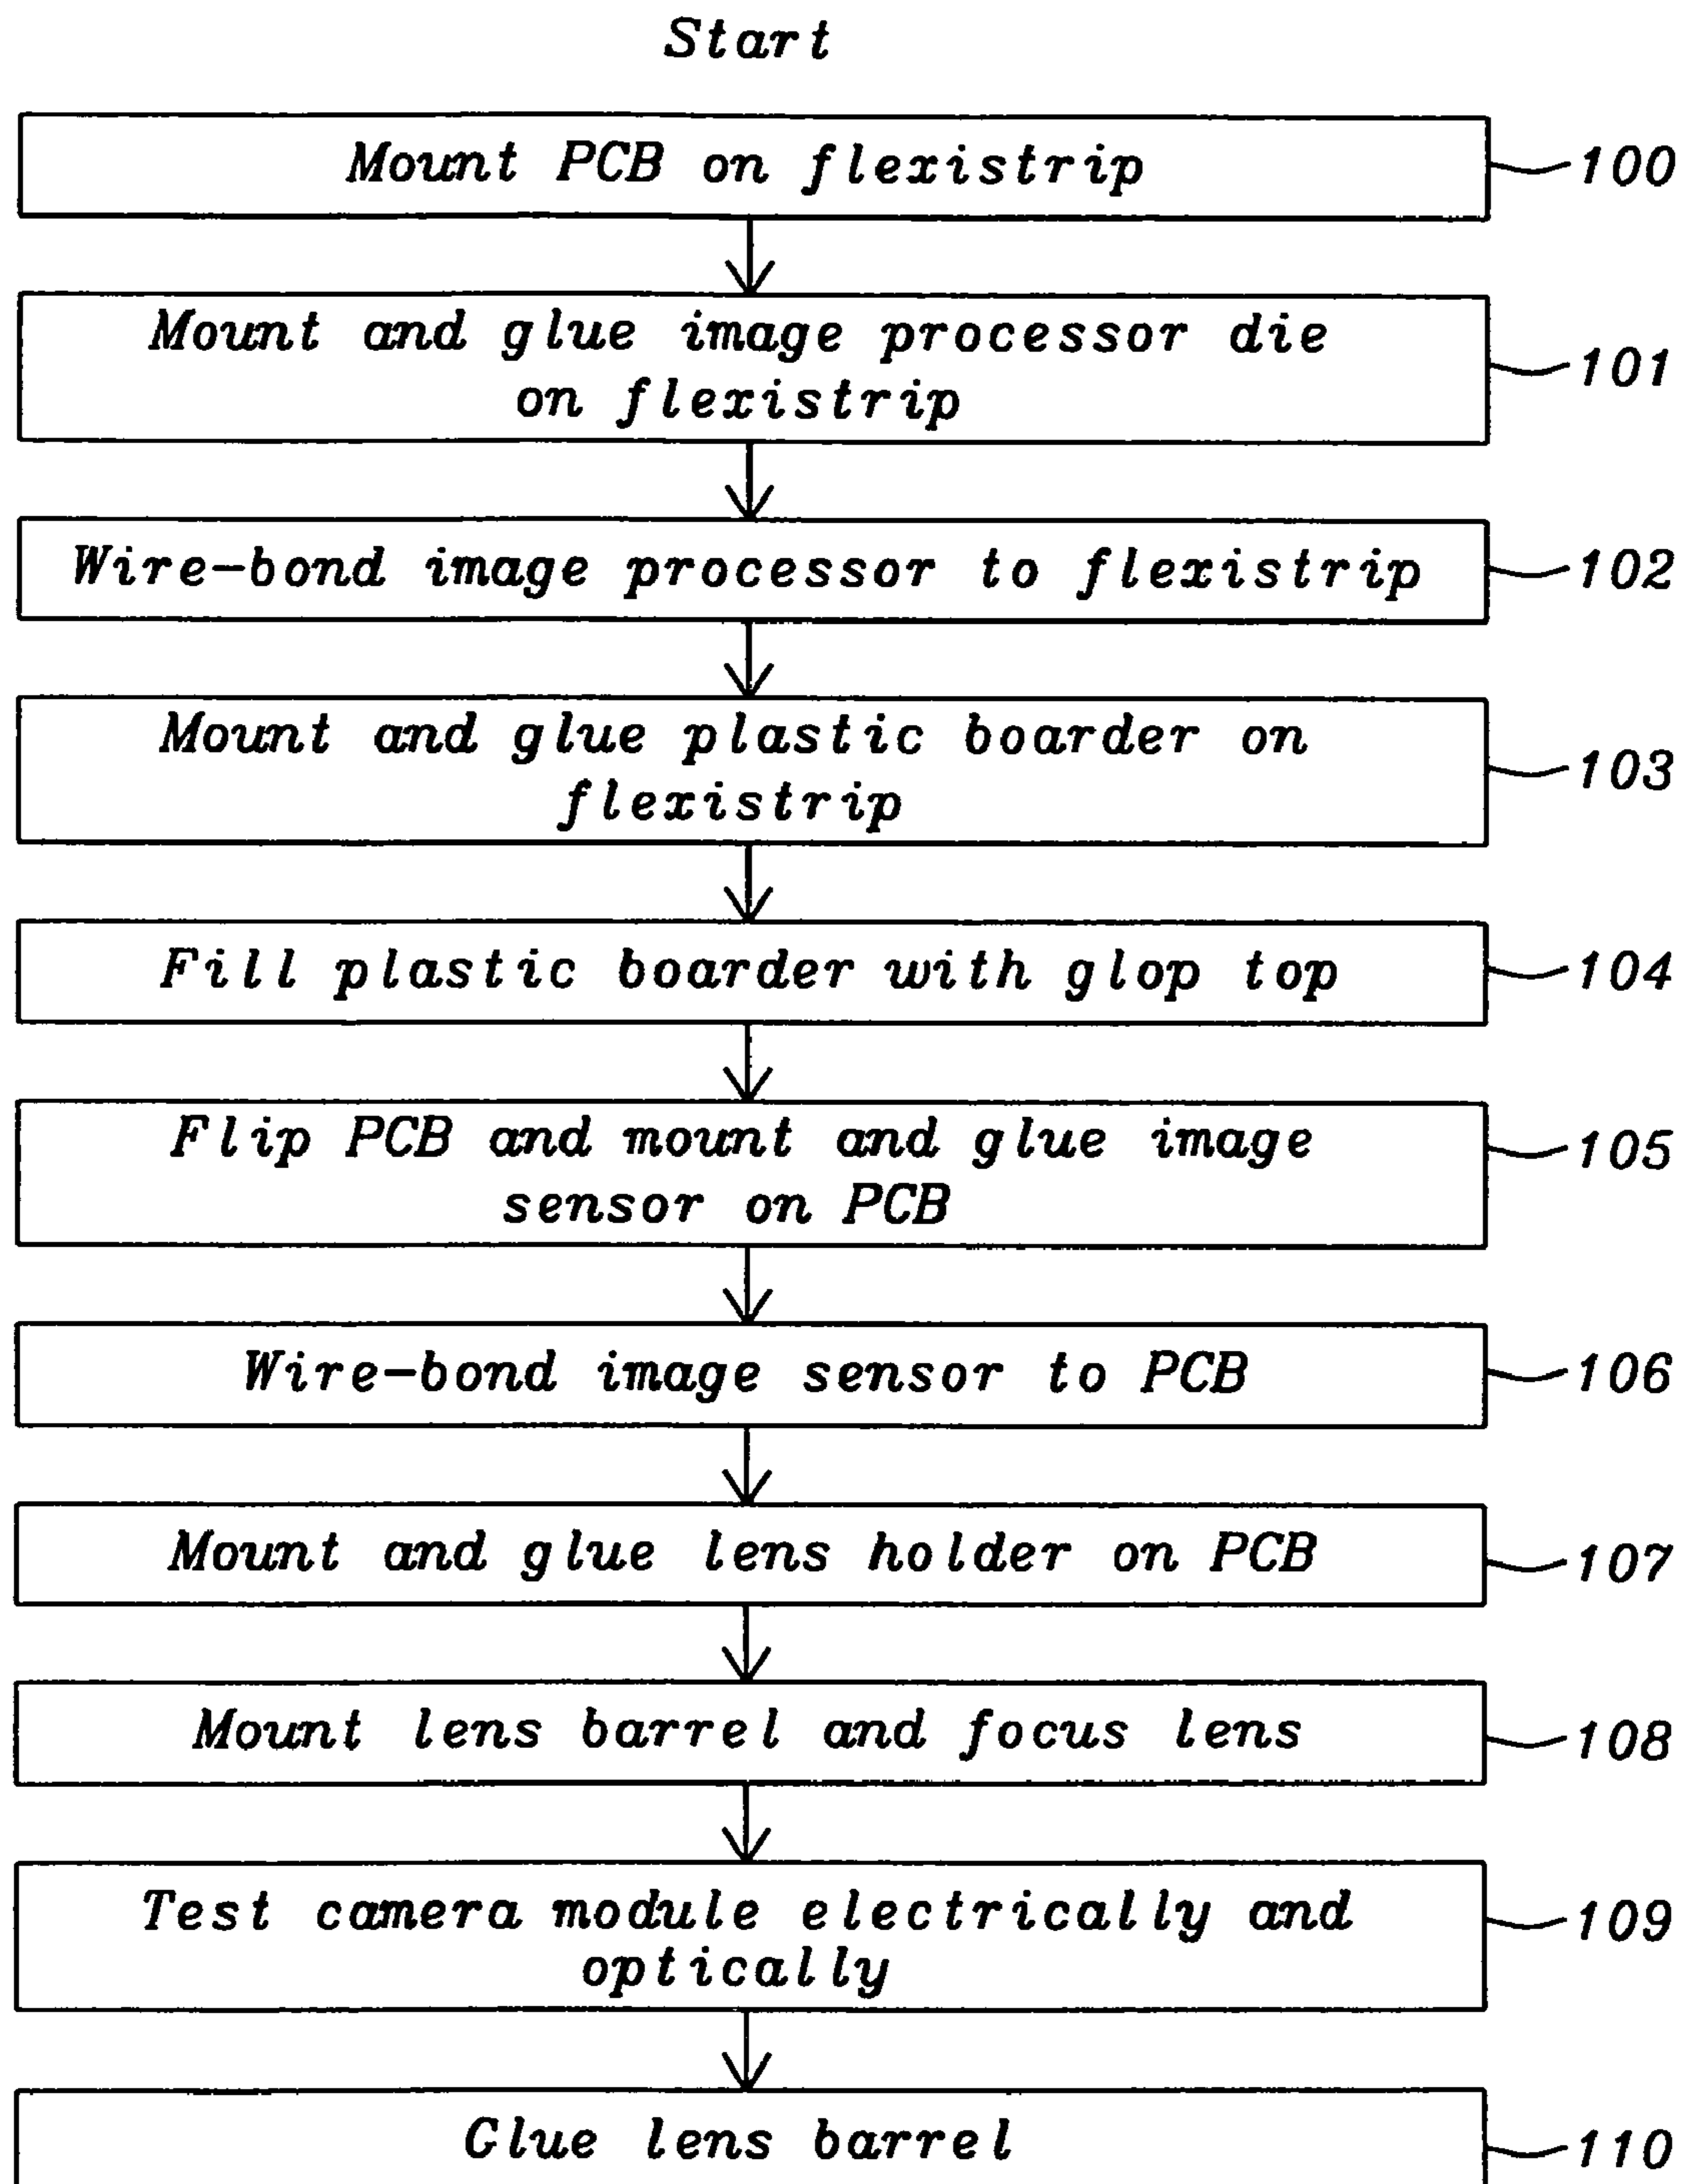 Start
Mount PCB on flexistrip
100
Mount and glue image processor die
on flexistrip
101
Wire-bond image processor to flexistrip
102
Mount and glue plastic boarder on
flexistrip
103
Fill plastic boarder with glop top
104
Flip PCB and mount and glue image
sensor on PCB
105
Wire-bond image sensor to PCB
106
Mount and glue lens holder on PCB
107
Mount lens barrel and focus lens
108
Test camera module electrically and
optically
109
Glue lens barrel
110